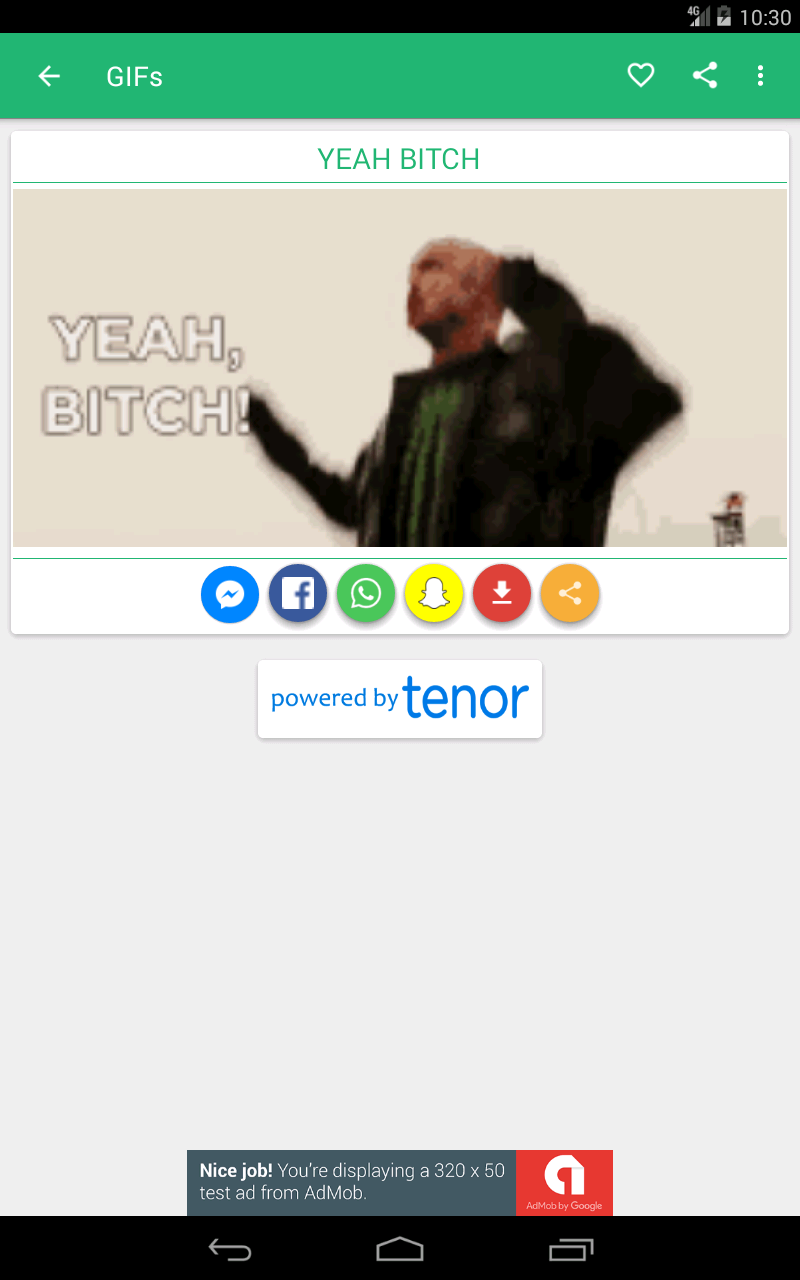 4G 10:30
GIFs
YEAH BITCH
YEAH,
BITCH!
powered by tenor
Nice job! You're displaying a 320 x 50
test ad from AdMob.
AdMob by Google